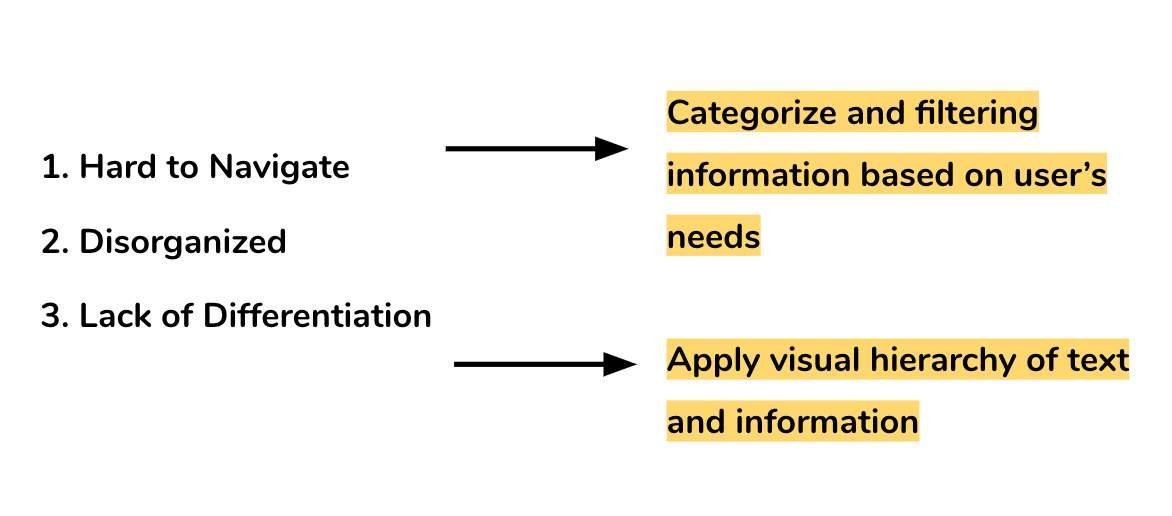 1. Hard to Navigate
2. Disorganized
3. Lack of Differentiation
Categorize and filtering
information based on user’s
needs
Apply visual hierarchy of text
and information